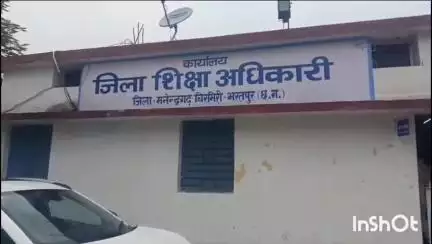 कार्यालय
जिला शिक्षा अधिकारी
जिला-मनेन्द्रगढ़ चिरमिरी-भरतपुर (छ.ग.)
InShOt